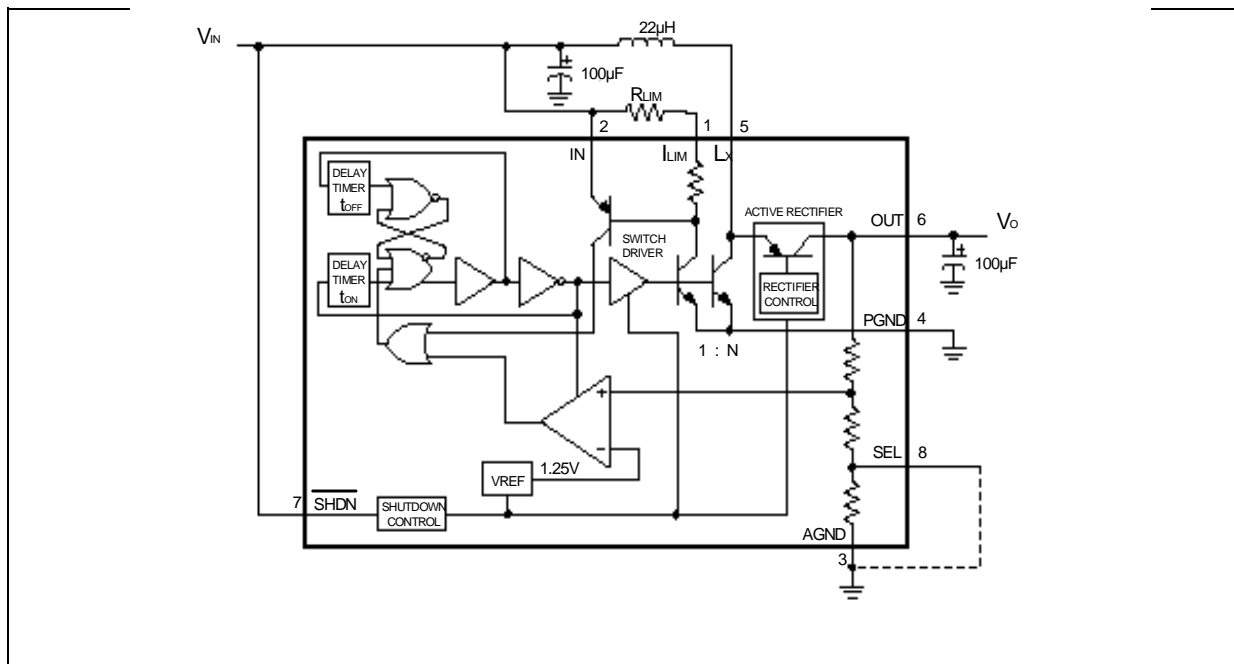 22µH
VIN
100µF
RLIM
2
1
5
IN
ILIM
LX
DELAY
TIMER
tOFF
ACTIVE RECTIFIER
OUT
6
VO
SWITCH
DRIVER
100µF
DELAY
TIMER
tON
RECTIFIER
CONTROL
PGND
4
1 : N
+
−
SEL
8
VREF
1.25V
7
SHDN
SHUTDOWN
CONTROL
AGND
3